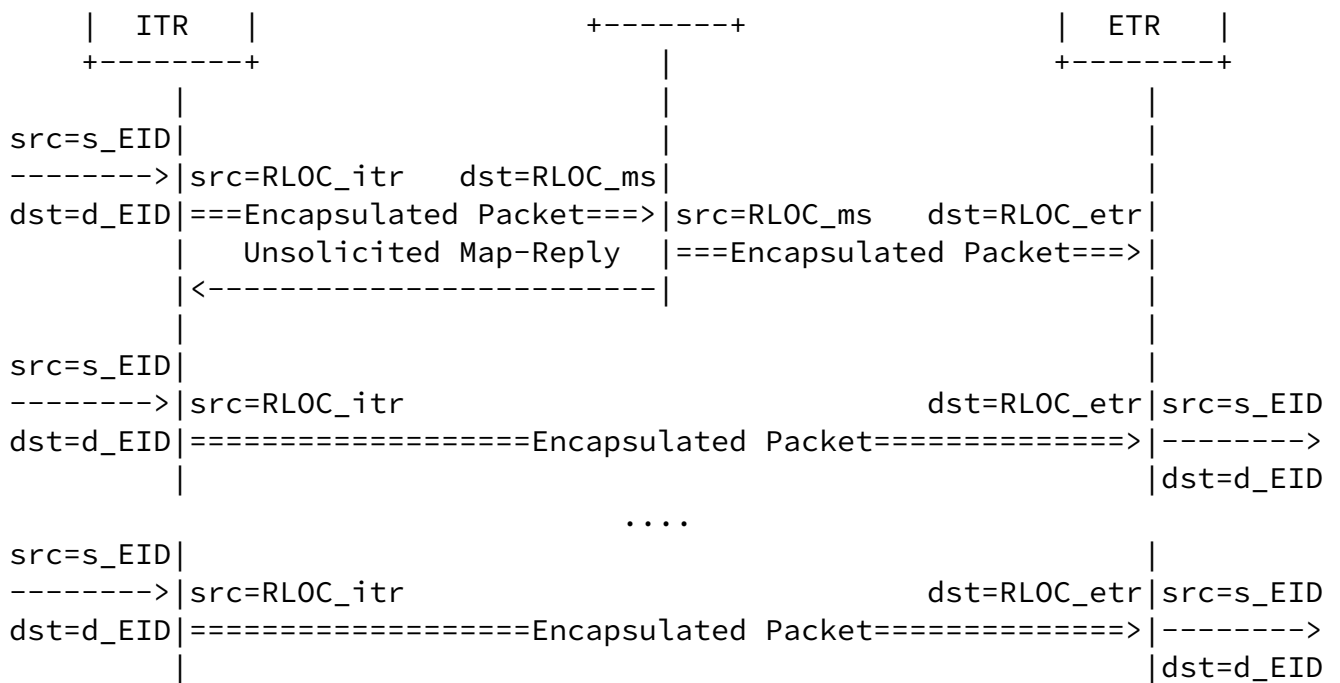 |  ITR   |                  +-------+                 |  ETR   |
    +--------+                      |                     +--------+
         |                          |                          |
src=s_EID|                          |                          |
-------->|src=RLOC_itr   dst=RLOC_ms|                          |
dst=d_EID|===Encapsulated Packet===>|src=RLOC_ms   dst=RLOC_etr|
         |   Unsolicited Map-Reply  |===Encapsulated Packet===>|
         |<-------------------------|                          |
         |                                                     |
src=s_EID|                                                     |
-------->|src=RLOC_itr                             dst=RLOC_etr|src=s_EID
dst=d_EID|===================Encapsulated Packet==============>|-------->
         |                                                     |dst=d_EID
                                  ....
src=s_EID|                                                     |
-------->|src=RLOC_itr                             dst=RLOC_etr|src=s_EID
dst=d_EID|===================Encapsulated Packet==============>|-------->
         |                                                     |dst=d_EID